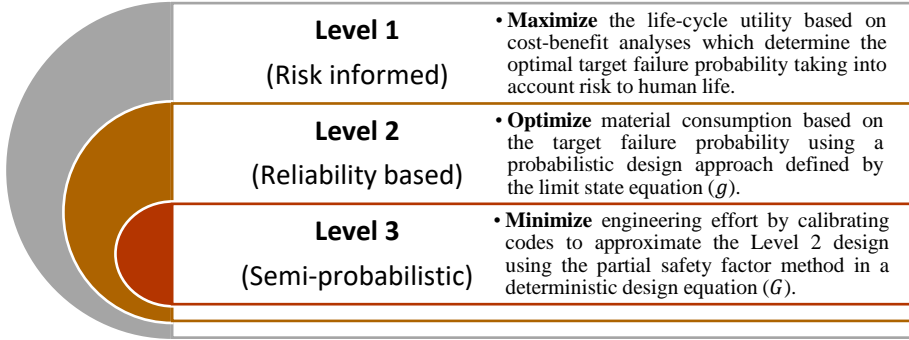 Level 1
(Risk informed)
• Maximize the life-cycle utility based on
cost-benefit analyses which determine the
optimal target failure probability taking into
account risk to human life.
Level 2
(Reliability based)
• Optimize material consumption based on
the target failure probability using a
probabilistic design approach defined by
the limit state equation (g).
Level 3
(Semi-probabilistic)
• Minimize engineering effort by calibrating
codes to approximate the Level 2 design
using the partial safety factor method in a
deterministic design equation (G).